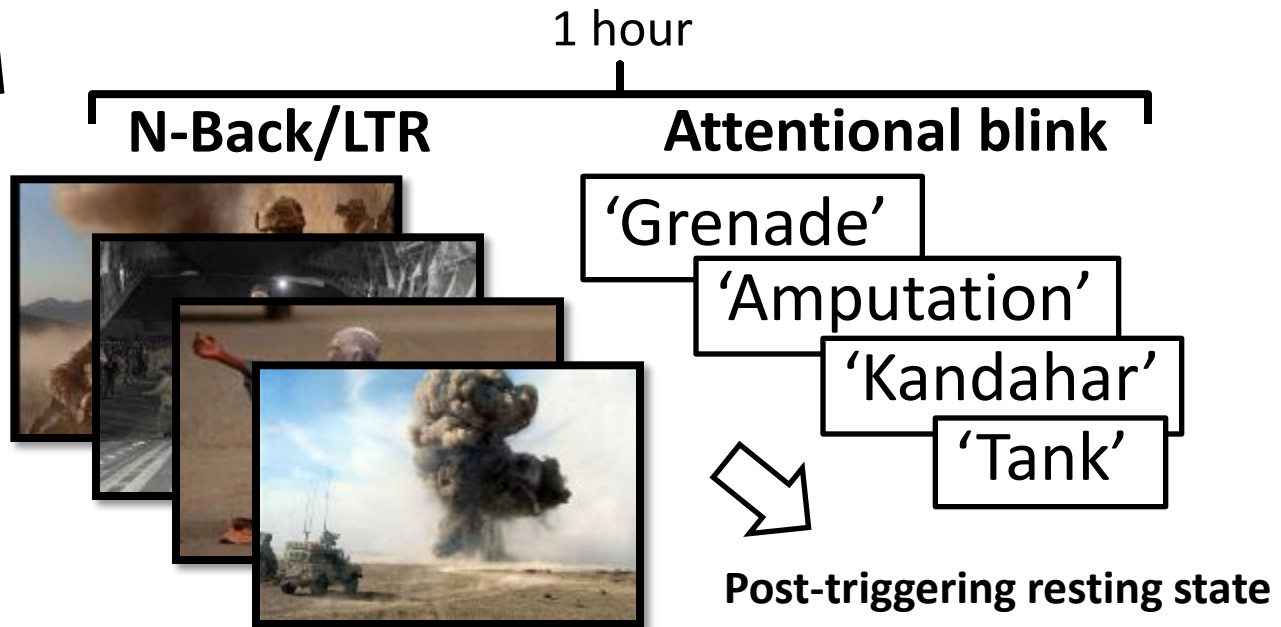 1 hour
N-Back/LTR
Attentional blink
‘Grenade’
‘Amputation’
‘Kandahar’
‘Tank’
Post-triggering resting state